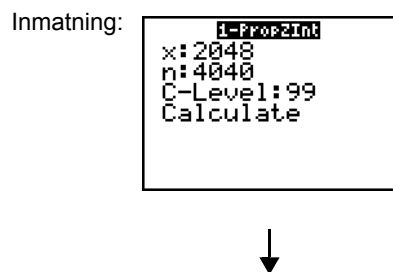 Inmatning:
1-PropZInt
x:2048
n:4040
C-Level:99
Calculate